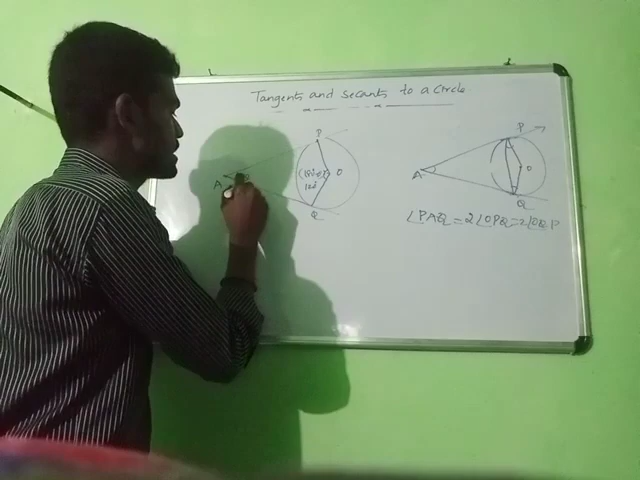 Tangents and secants to a circle
P
A
O
Q
P
A
O
Q
∠PAQ = 2∠OPQ = 2∠OQP